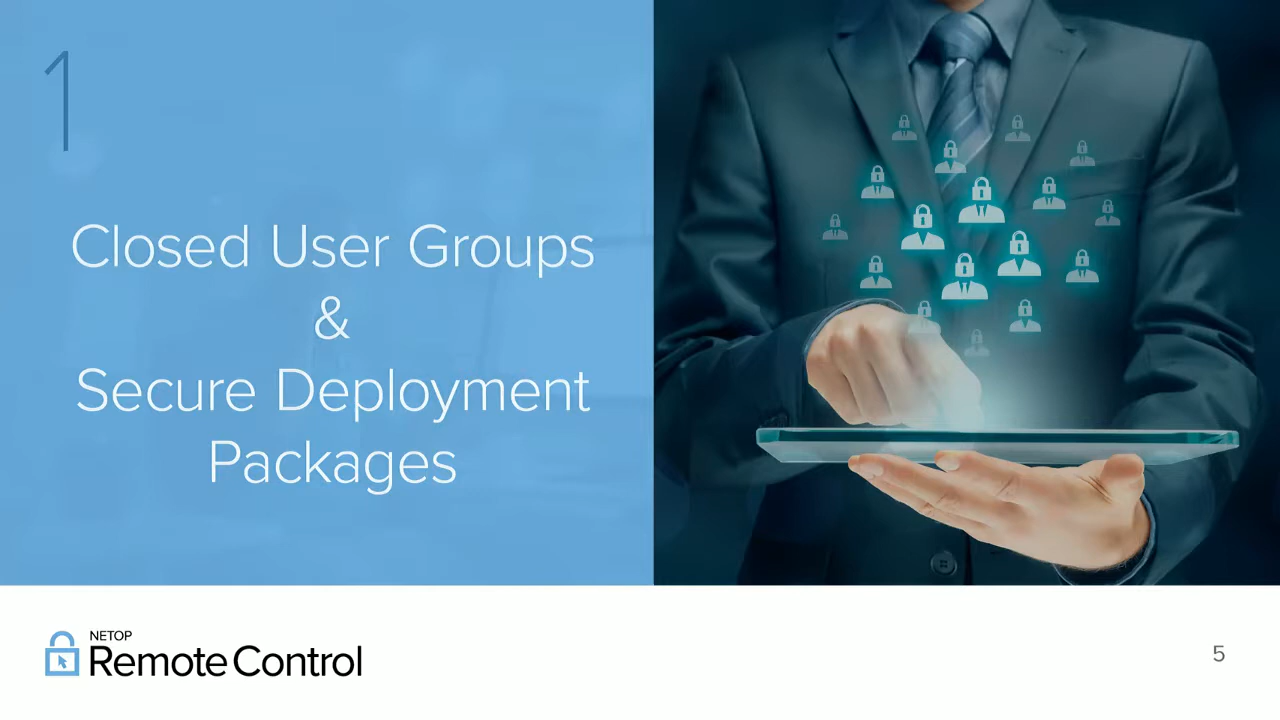 1
Closed User Groups
&
Secure Deployment
Packages
NETOP
Remote Control
5